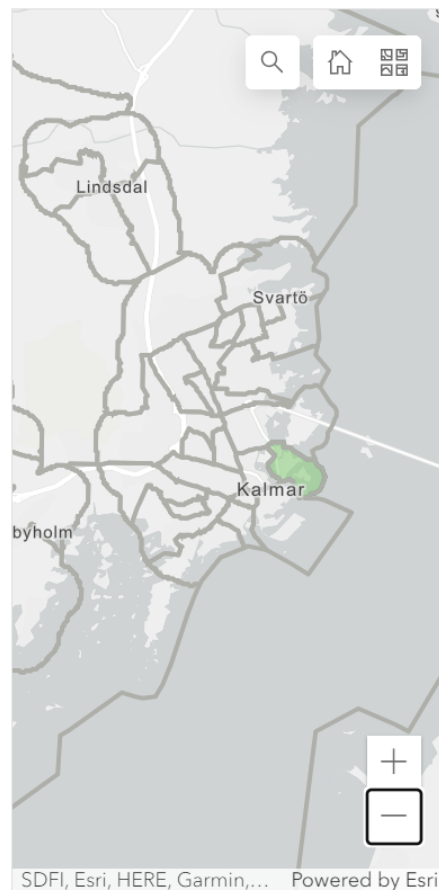 Lindsdal
Svartö
Kalmar
byholm
SDFI, Esri, HERE, Garmin,... Powered by Esri